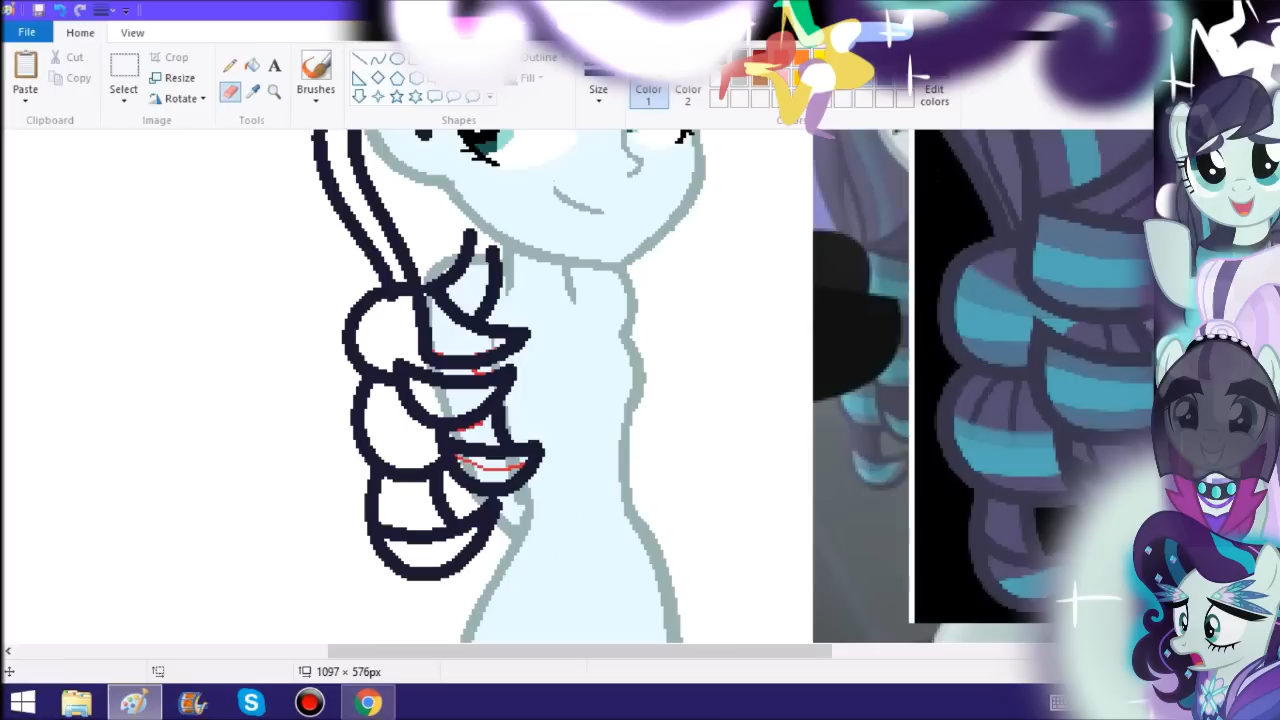 File Home View
Paste Cut Copy Clipboard
Select Crop Resize Rotate Image
A Tools
Brushes
Outline Fill Shapes
Size
Color 1
Color 2
Edit colors
1097 × 576px